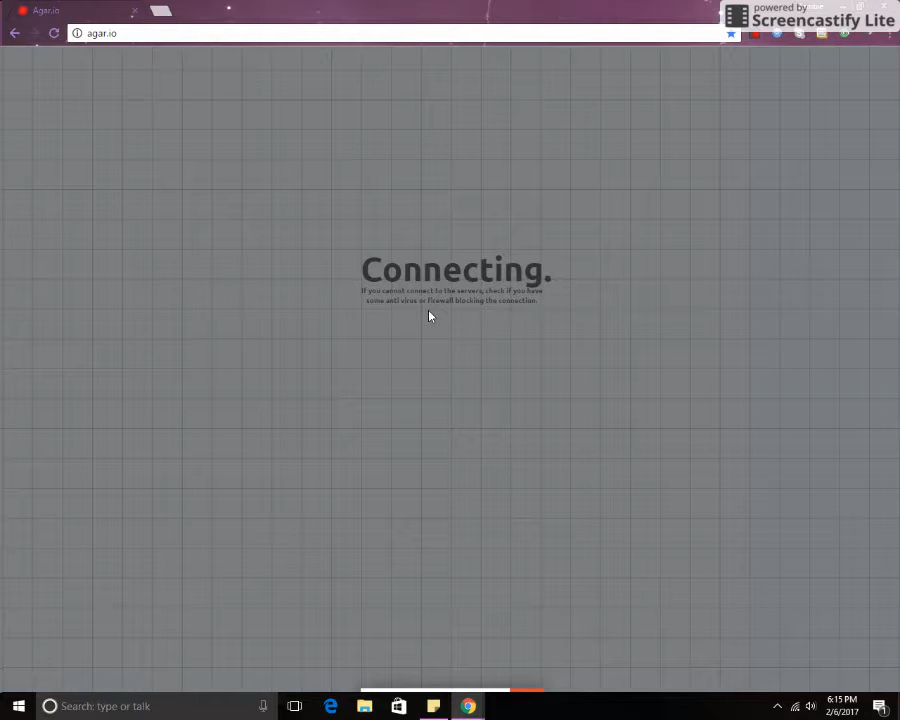 Agar.io
powered by
Screencastify Lite
agar.io
Connecting.
If you cannot connect to the servers, check if you have
some anti virus or firewall blocking the connection.
Search: type or talk
6:15 PM
2/6/2017
1